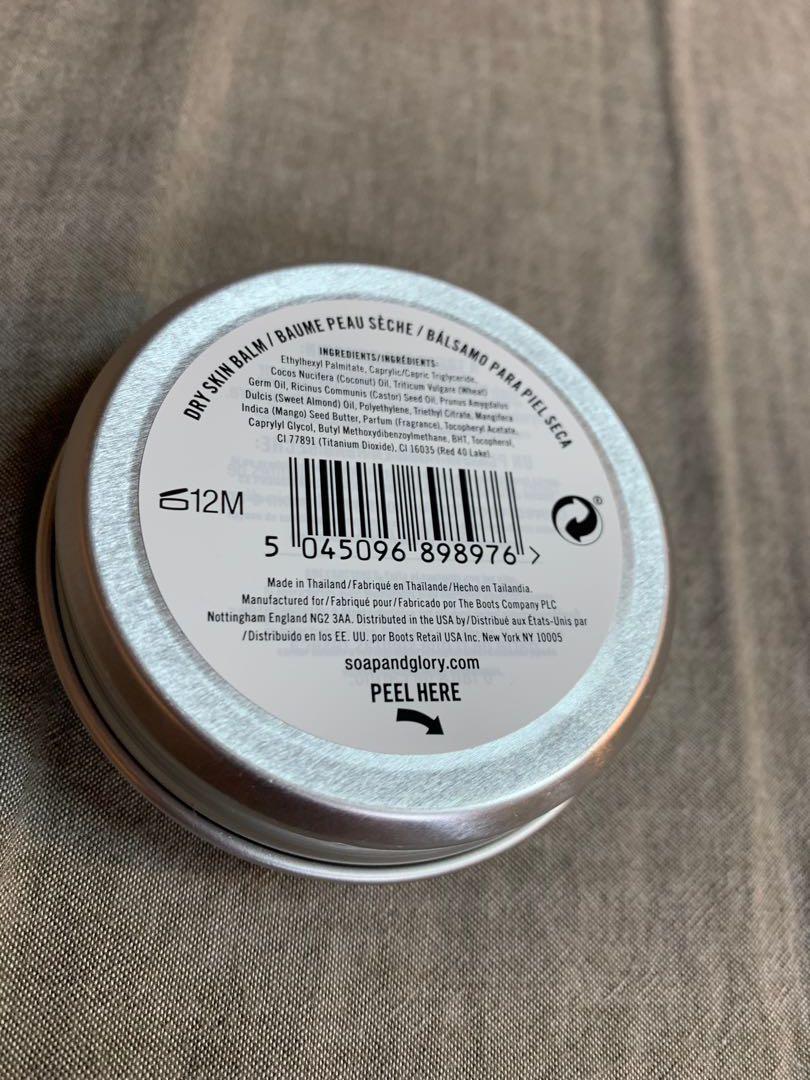 DRY SKIN BALM / BAUME PEAU SÈCHE / BÁLSAMO PARA PIEL SECA
INGREDIENTS/INGRÉDIENTS:
Ethylhexyl Palmitate, Caprylic/Capric Triglyceride,
Cocos Nucifera (Coconut) Oil, Triticum Vulgare (Wheat)
Germ Oil, Ricinus Communis (Castor) Seed Oil, Prunus Amygdalus
Dulcis (Sweet Almond) Oil, Polyethylene, Triethyl Citrate, Mangifera
Indica (Mango) Seed Butter, Parfum (Fragrance), Tocopheryl Acetate,
Caprylyl Glycol, Butyl Methoxydibenzoylmethane, BHT, Tocopherol,
CI 77891 (Titanium Dioxide), CI 16035 (Red 40 Lake).
12M
®
5 045096 898976 >
Made in Thailand/Fabriqué en Thaïlande/Hecho en Tailandia.
Manufactured for/Fabriqué pour/Fabricado por The Boots Company PLC
Nottingham England NG2 3AA. Distributed in the USA by/Distribué aux États-Unis par
/Distribuido en los EE. UU. por Boots Retail USA Inc. New York NY 10005
soapandglory.com
PEEL HERE